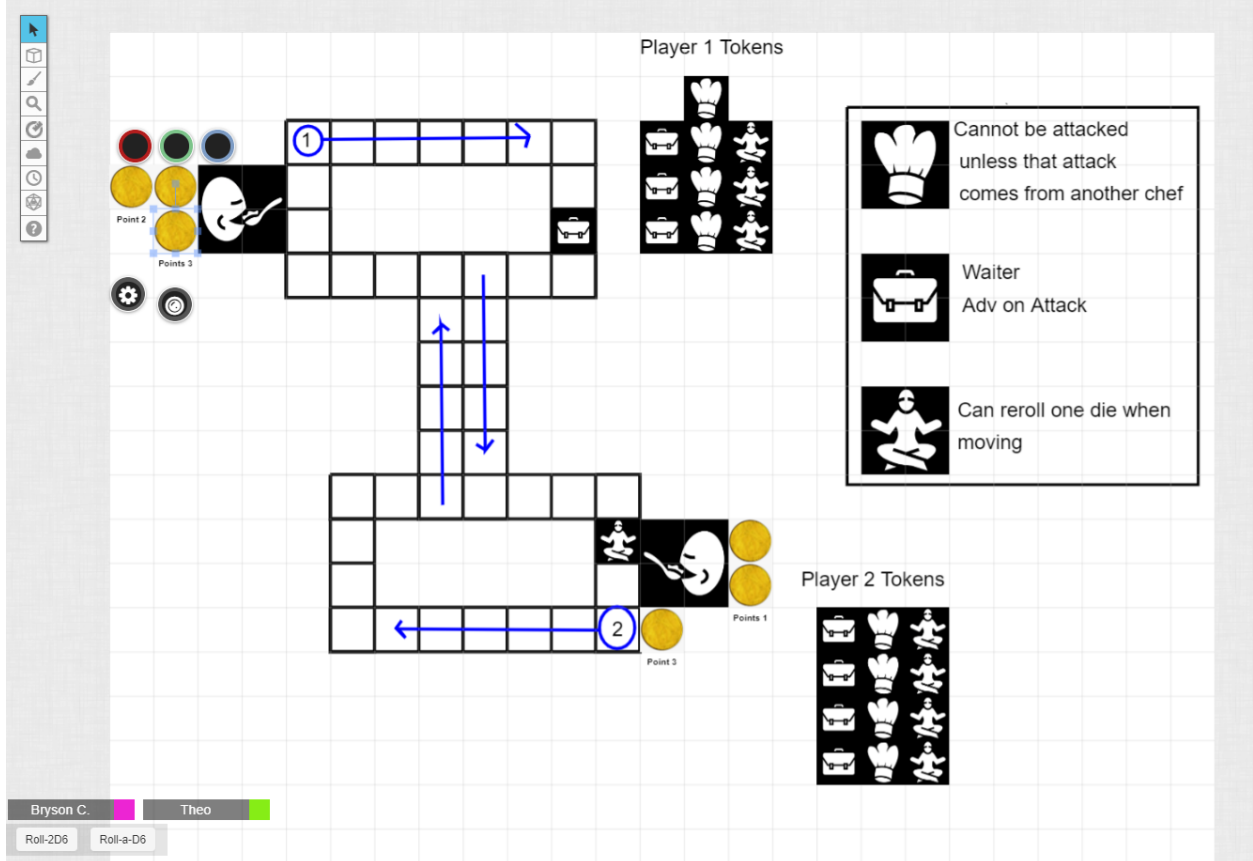 Player 1 Tokens
1
Cannot be attacked
unless that attack
comes from another chef
Point 2
Points 3
Waiter
Adv on Attack
Can reroll one die when
moving
Player 2 Tokens
Points 1
2
Point 3
Bryson C.
Theo
Roll-2D6
Roll-a-D6